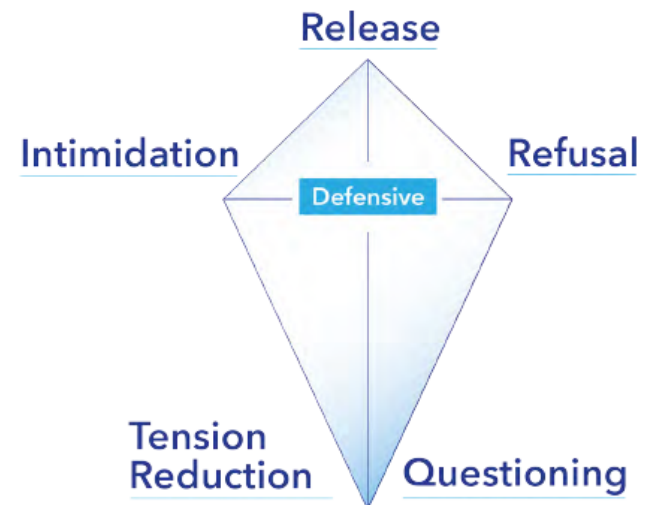 Release
Intimidation
Refusal
Defensive
Tension
Reduction
Questioning